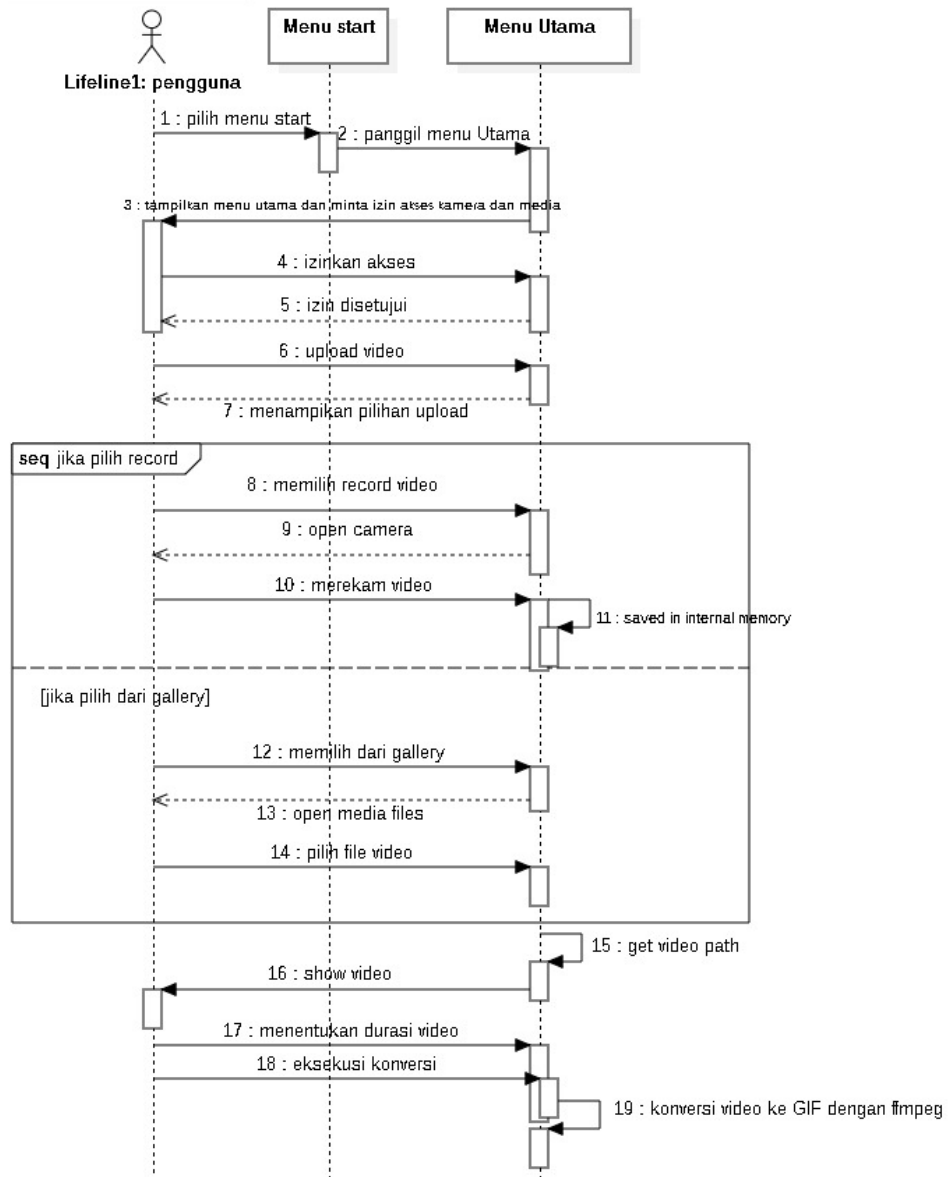 Menu start
Menu Utama
Lifeline1: pengguna
1 : pilih menu start
2 : panggil menu Utama
3 : tampilkan menu utama dan minta izin akses kamera dan media
4 : izinkan akses
5 : izin disetujui
6 : upload video
7 : menampikan pilihan upload
seq jika pilih record
8 : memilih record video
9 : open camera
10 : merekam video
11 : saved in internal memory
[jika pilih dari gallery]
12 : memilih dari gallery
13 : open media files
14 : pilih file video
15 : get video path
16 : show video
17 : menentukan durasi video
18 : eksekusi konversi
19 : konversi video ke GIF dengan ffmpeg